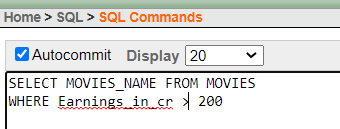 Home > SQL > SQL Commands
Autocommit Display 20
SELECT MOVIES_NAME FROM MOVIES
WHERE Earnings_in_cr > 200